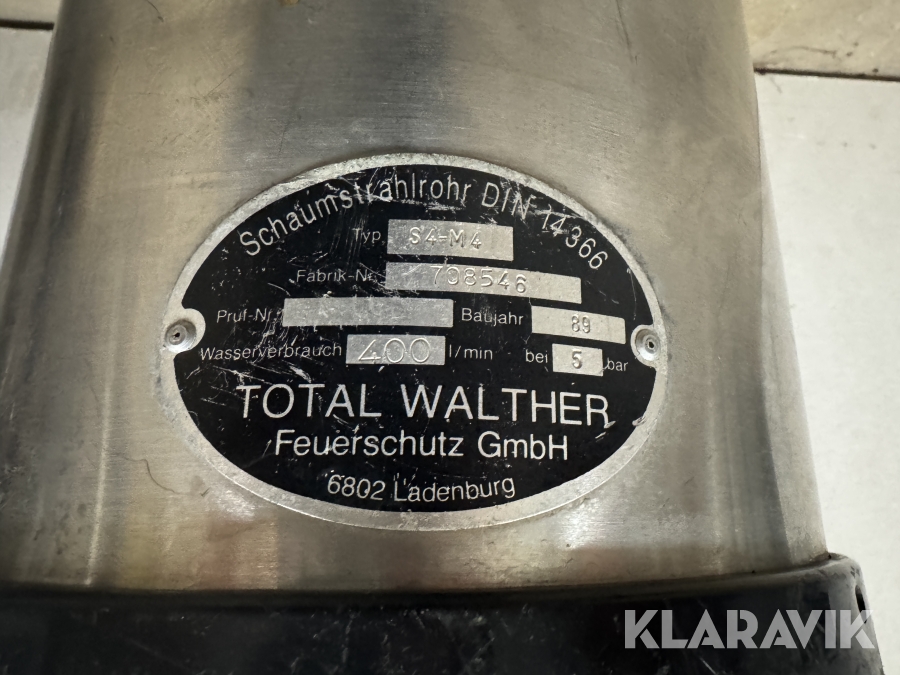 Schaumstrahlrohr DIN 14366
Typ. S4-M4
Fabrik-Nr. 708546
Pruf-Nr. Baujahr 89
Wasserverbrauch 400 l/min bei 5 bar
TOTAL WALTHER
Feuerschutz GmbH
6802 Ladenburg
KLARAVIK